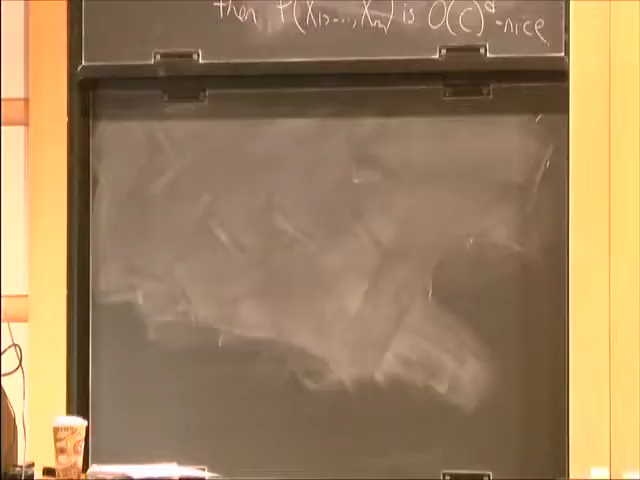 then, f(X₁,...,Xₙ) is O(C)ᵈ-nice